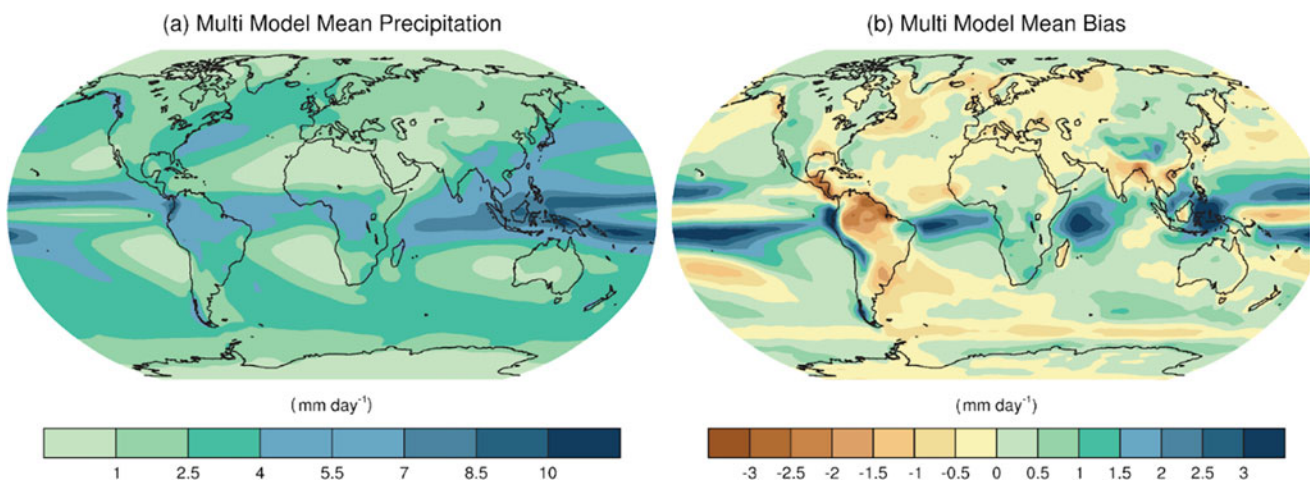 (a) Multi Model Mean Precipitation
(b) Multi Model Mean Bias
(mm day⁻¹)
1 2.5 4 5.5 7 8.5 10
(mm day⁻¹)
-3 -2.5 -2 -1.5 -1 -0.5 0 0.5 1 1.5 2 2.5 3